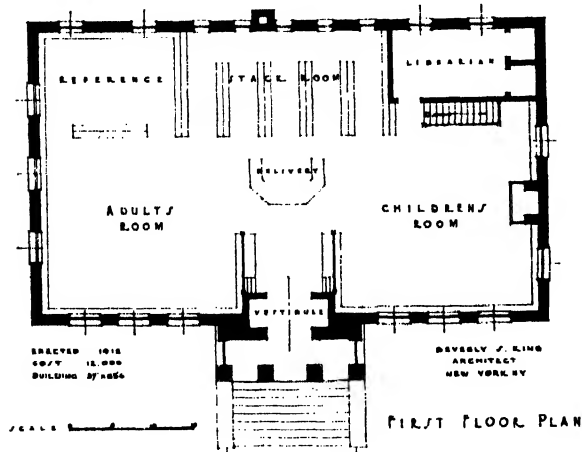 REFERENCE
STACK ROOM
LIBRARIAN
DELIVERY
ADULTS
ROOM
CHILDRENS
ROOM
VESTIBULE
ERECTED 1912
COST 12,000
BUILDING
BEVERLY S. KING
ARCHITECT
NEW YORK NY
SCALE
FIRST FLOOR PLAN